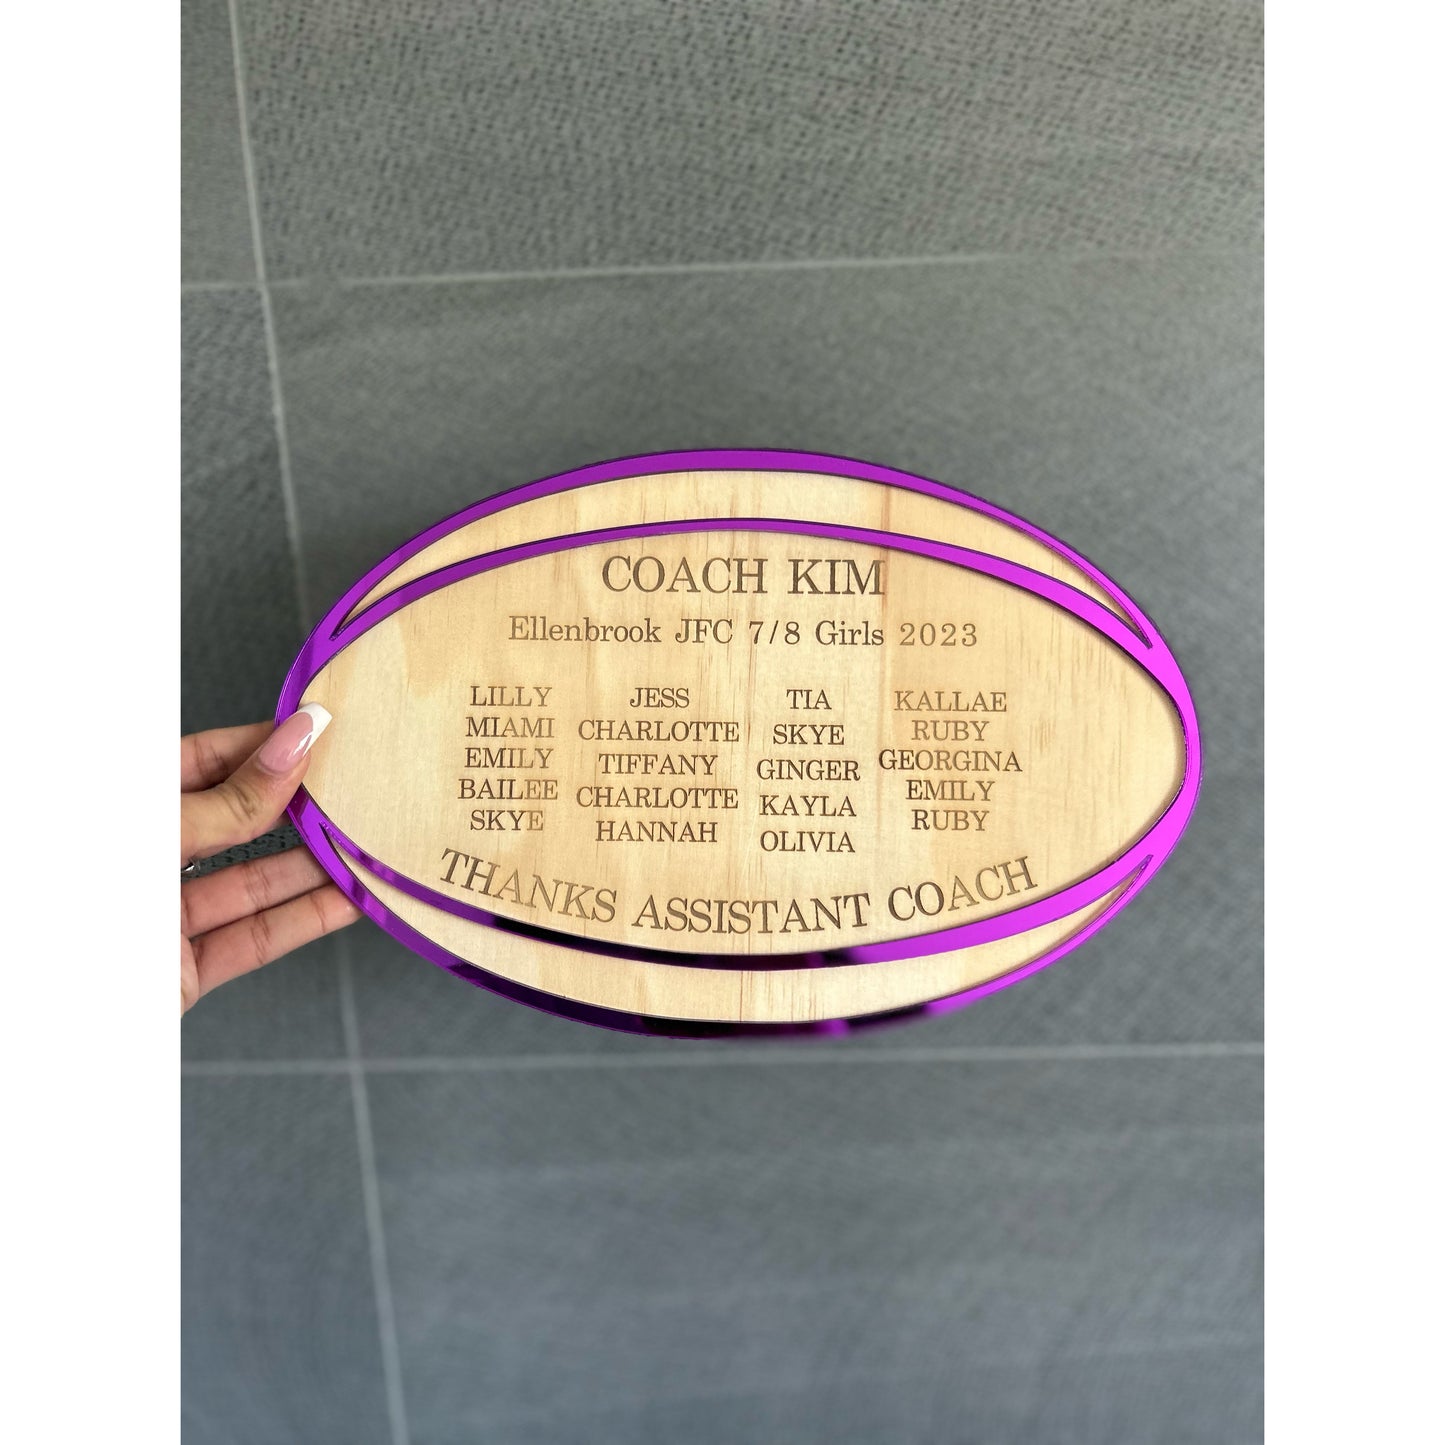 COACH KIM
Ellenbrook JFC 7/8 Girls 2023
LILLY
MIAMI
EMILY
BAILEE
SKYE
JESS
CHARLOTTE
TIFFANY
CHARLOTTE
HANNAH
TIA
SKYE
GINGER
KAYLA
OLIVIA
KALLAE
RUBY
GEORGINA
EMILY
RUBY
THANKS ASSISTANT COACH